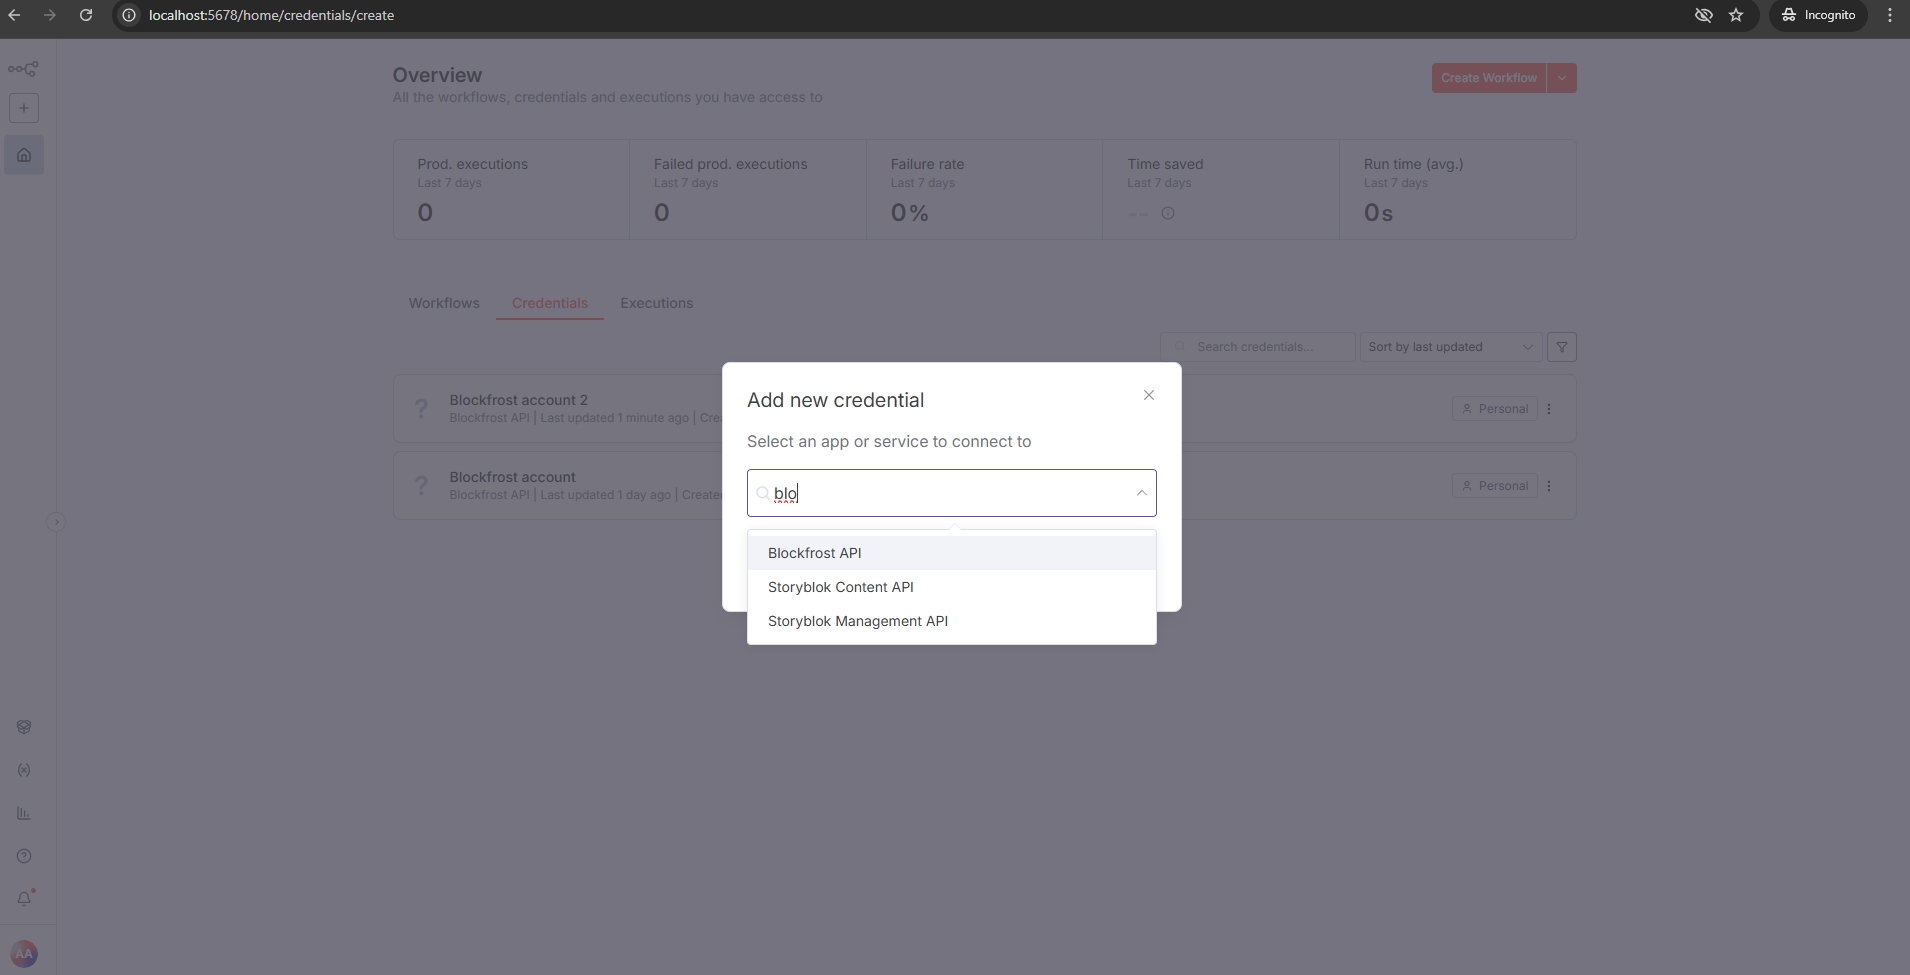 localhost:5678/home/credentials/create
Incognito
Overview
Create Workflow
All the workflows, credentials and executions you have access to
Prod. executions
Last 7 days
0
Failed prod. executions
Last 7 days
0
Failure rate
Last 7 days
0%
Time saved
Last 7 days
--
Run time (avg.)
Last 7 days
0s
Workflows Credentials Executions
Search credentials...
Sort by last updated
Blockfrost account 2
Blockfrost API | Last updated 1 minute ago | Crea
Personal
Blockfrost account
Blockfrost API | Last updated 1 day ago | Create
Personal
Add new credential
Select an app or service to connect to
blo
Blockfrost API
Storyblok Content API
Storyblok Management API
AA